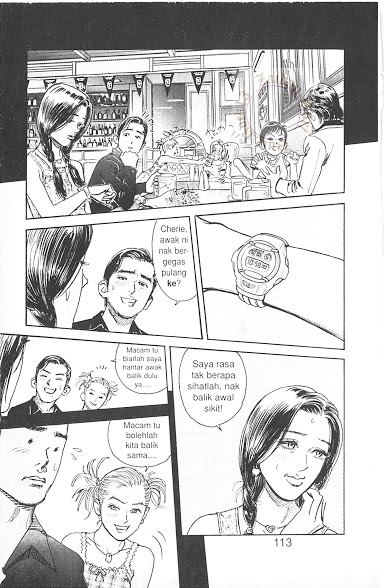 Cherie,
awak ni
nak ber-
gegas
pulang
ke?
Saya rasa
tak berapa
sihatlah, nak
balik awal
sikit!
Macam tu
biarlah saya
hantar awak
balik dulu
ya....
Macam tu
bolehlah
kita balik
sama....
113